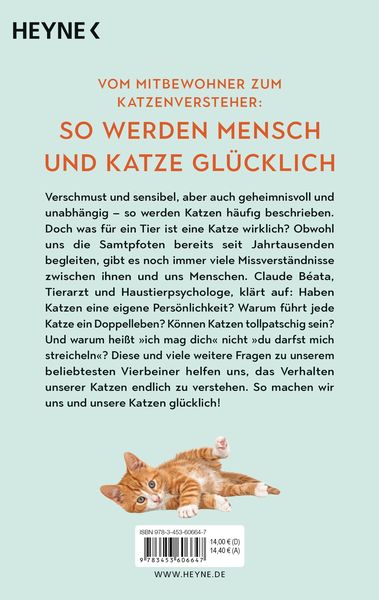 HEYNE<
VOM MITBEWOHNER ZUM
KATZENVERSTEHER:
SO WERDEN MENSCH
UND KATZE GLÜCKLICH
Verschmust und sensibel, aber auch geheimnisvoll und
unabhängig – so werden Katzen häufig beschrieben.
Doch was für ein Tier ist eine Katze wirklich? Obwohl
uns die Samtpfoten bereits seit Jahrtausenden
begleiten, gibt es noch immer viele Missverständnisse
zwischen ihnen und uns Menschen. Claude Béata,
Tierarzt und Haustierpsychologe, klärt auf: Haben
Katzen eine eigene Persönlichkeit? Warum führt jede
Katze ein Doppelleben? Können Katzen tollpatschig sein?
Und warum heißt »ich mag dich« nicht »du darfst mich
streicheln«? Diese und viele weitere Fragen zu unserem
beliebtesten Vierbeiner helfen uns, das Verhalten
unserer Katzen endlich zu verstehen. So machen wir
uns und unsere Katzen glücklich!
ISBN 978-3-453-60664-7
14,00 € (D)
14,40 € (A)
9 783453 606647
WWW.HEYNE.DE